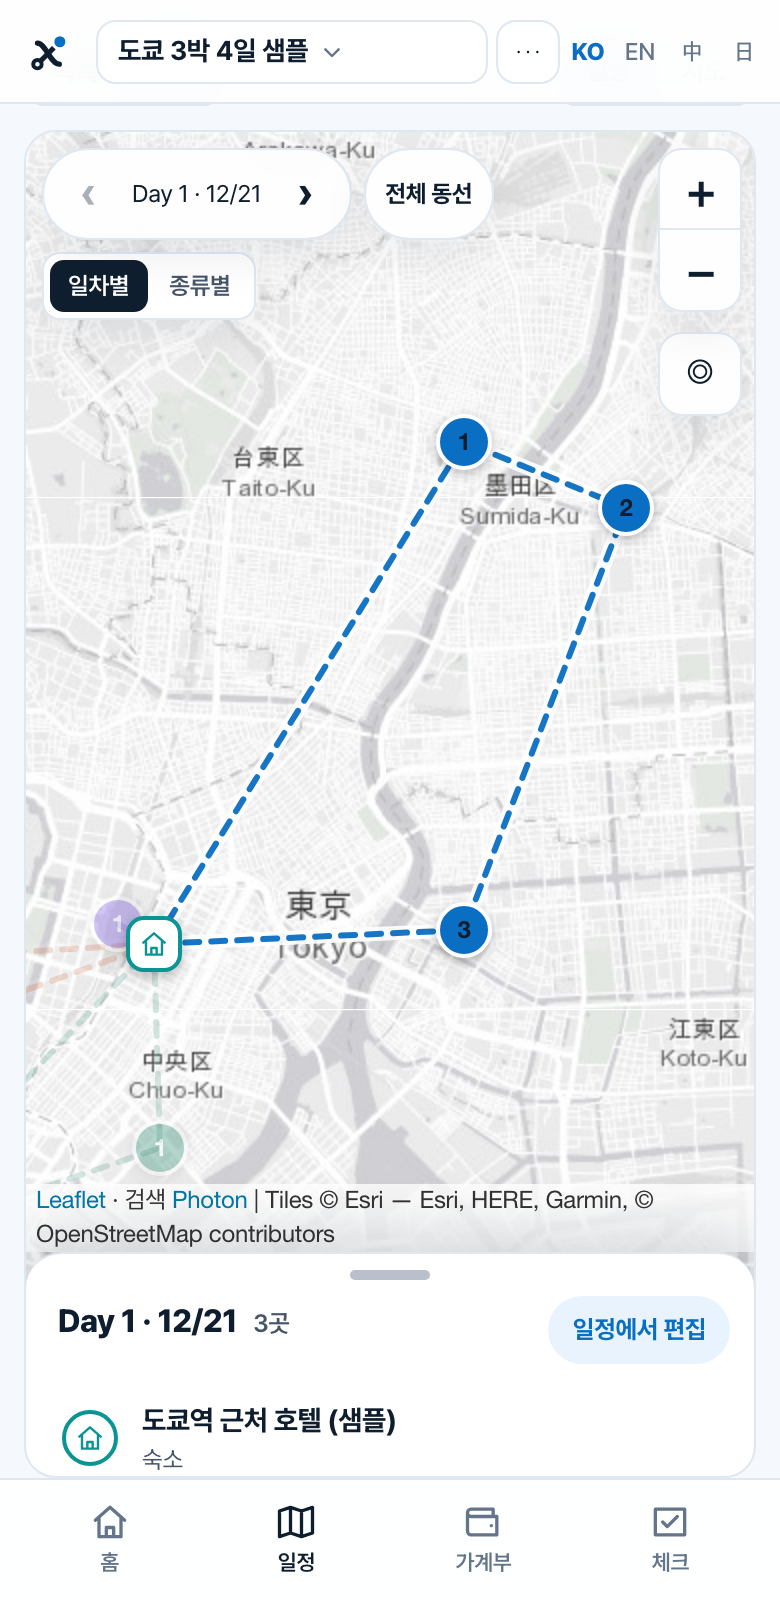 도쿄 3박 4일 샘플
...
KO EN 中 日
Arakawa-Ku
‹ Day 1 · 12/21 ›
전체 동선
+
일차별 종류별
−
1
台東区
Taito-Ku
墨田区
2
Sumida-Ku
東京
1
3
Tokyo
江東区
Koto-Ku
中央区
Chuo-Ku
1
Leaflet · 검색 Photon | Tiles © Esri — Esri, HERE, Garmin, ©
OpenStreetMap contributors
Day 1 · 12/21 3곳
일정에서 편집
도쿄역 근처 호텔 (샘플)
숙소
홈 일정 가계부 체크